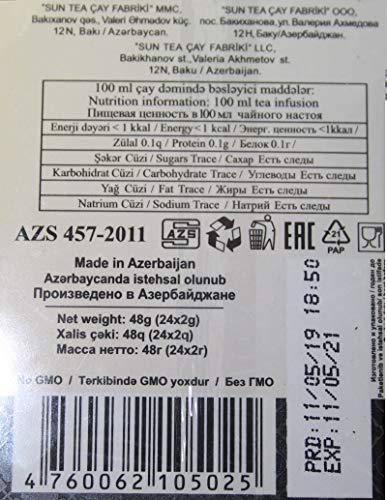 "SUN TEA ÇAY FABRİKİ" MMC,
Bakıxanov qəs., Valeri Əhmədov küç.
12N, Bakı / Azərbaycan.
"SUN TEA ÇAY FABRİKİ" OOO,
пос. Бакиханова, ул. Валерия Ахмедова
12Н, Баку/Азербайджан.
"SUN TEA ÇAY FABRİKİ" LLC,
Bakikhanov st., Valeria Akhmetov st.
12N., Baku / Azerbaijan.
100 ml çay dəmində bəsləyici maddələr:
Nutrition information: 100 ml tea infusion
Пищевая ценность в 100 мл чайного настоя
Enerji dəyəri < 1 kkal / Energy < 1 kcal / Энерг. ценность <1ккал /
Zülal 0.1q / Protein 0.1g / Белок 0.1г /
Şəkər Cüzi / Sugars Trace / Сахар Есть следы
Karbohidrat Cüzi / Carbohydrate Trace / Углеводы Есть следы
Yağ Cüzi / Fat Trace / Жиры Есть следы
Natrium Cüzi / Sodium Trace / Натрий Есть следы
AZS 457-2011
AZS
EAC
21
PAP
Made in Azerbaijan
Azərbaycanda istehsal olunub
Произведено в Азербайджане
Net weight: 48g (24x2g)
Xalis çəki: 48q (24x2q)
Масса нетто: 48г (24x2г)
No GMO / Tərkibində GMO yoxdur / Без ГМО
4 760062 105025
PRD: 11/05/19 18:50
EXP: 11/05/21
Изготовлено и упаковано / годен до